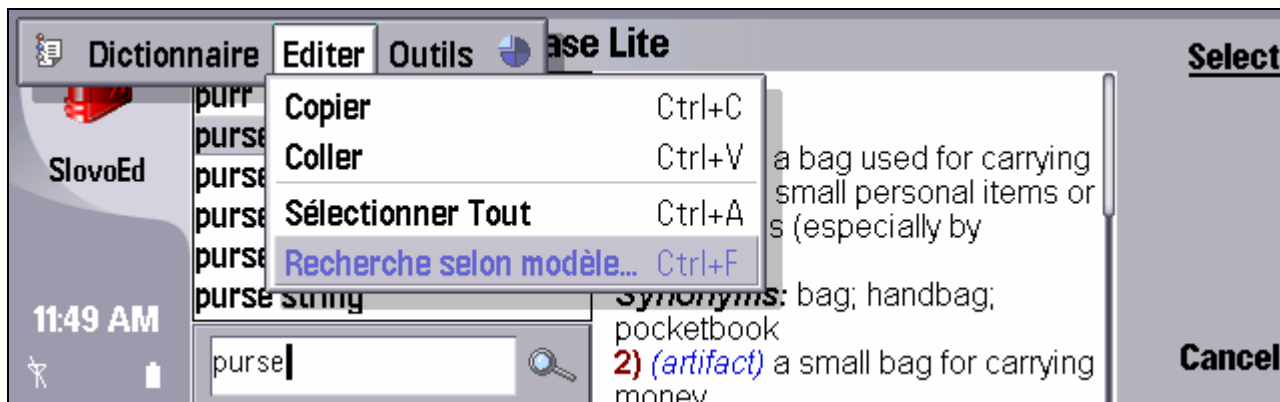 Dictionnaire Editer Outils
ase Lite
Select
Copier Ctrl+C
Coller Ctrl+V
Sélectionner Tout Ctrl+A
Recherche selon modèle... Ctrl+F
SlovoEd
11:49 AM
purr
purse
purse
purse
purse
purse string
purse
a bag used for carrying
small personal items or
s (especially by
Synonyms: bag; handbag;
pocketbook
2) (artifact) a small bag for carrying
money
Cancel